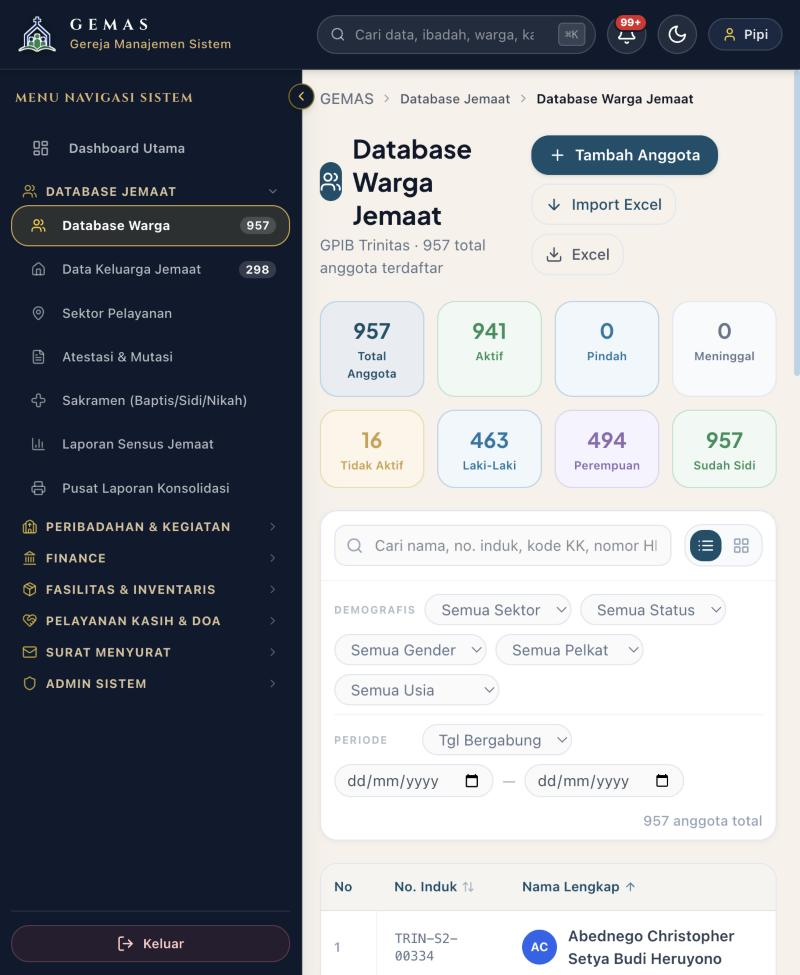 GEMAS
Gereja Manajemen Sistem
Cari data, ibadah, warga, ka
⌘K
99+
Pipi
MENU NAVIGASI SISTEM
GEMAS > Database Jemaat > Database Warga Jemaat
Dashboard Utama
DATABASE JEMAAT
Database Warga 957
Data Keluarga Jemaat 298
Sektor Pelayanan
Atestasi & Mutasi
Sakramen (Baptis/Sidi/Nikah)
Laporan Sensus Jemaat
Pusat Laporan Konsolidasi
PERIBADAHAN & KEGIATAN
FINANCE
FASILITAS & INVENTARIS
PELAYANAN KASIH & DOA
SURAT MENYURAT
ADMIN SISTEM
Keluar
Database
Warga
Jemaat
GPIB Trinitas · 957 total
anggota terdaftar
Tambah Anggota
Import Excel
Excel
957
Total
Anggota
941
Aktif
0
Pindah
0
Meninggal
16
Tidak Aktif
463
Laki-Laki
494
Perempuan
957
Sudah Sidi
Cari nama, no. induk, kode KK, nomor H
DEMOGRAFIS Semua Sektor Semua Status
Semua Gender Semua Pelkat
Semua Usia
PERIODE Tgl Bergabung
dd/mm/yyyy — dd/mm/yyyy
957 anggota total
No No. Induk ↑↓ Nama Lengkap ↑
1 TRIN-S2-
00334
AC
Abednego Christopher
Setya Budi Heruyono